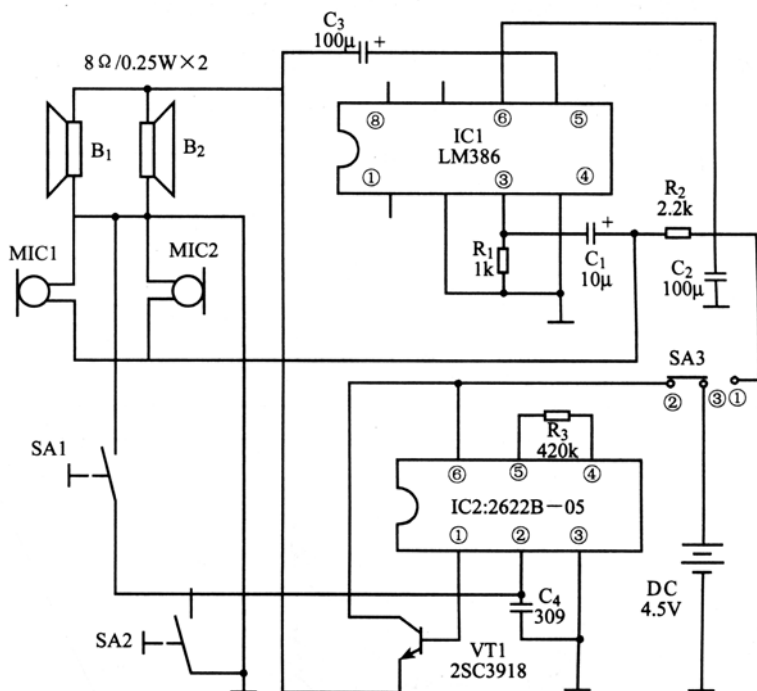 C₃
100μ
+
8Ω/0.25W×2
⑧
⑥
⑤
IC1
LM386
①
③
④
B₁
B₂
R₂
2.2k
MIC1
MIC2
R₁
1k
+
C₁
10μ
C₂
100μ
SA3
②
③
①
R₃
420k
SA1
⑥
⑤
④
IC2:2622B—05
①
②
③
DC
4.5V
C₄
309
SA2
VT1
2SC3918